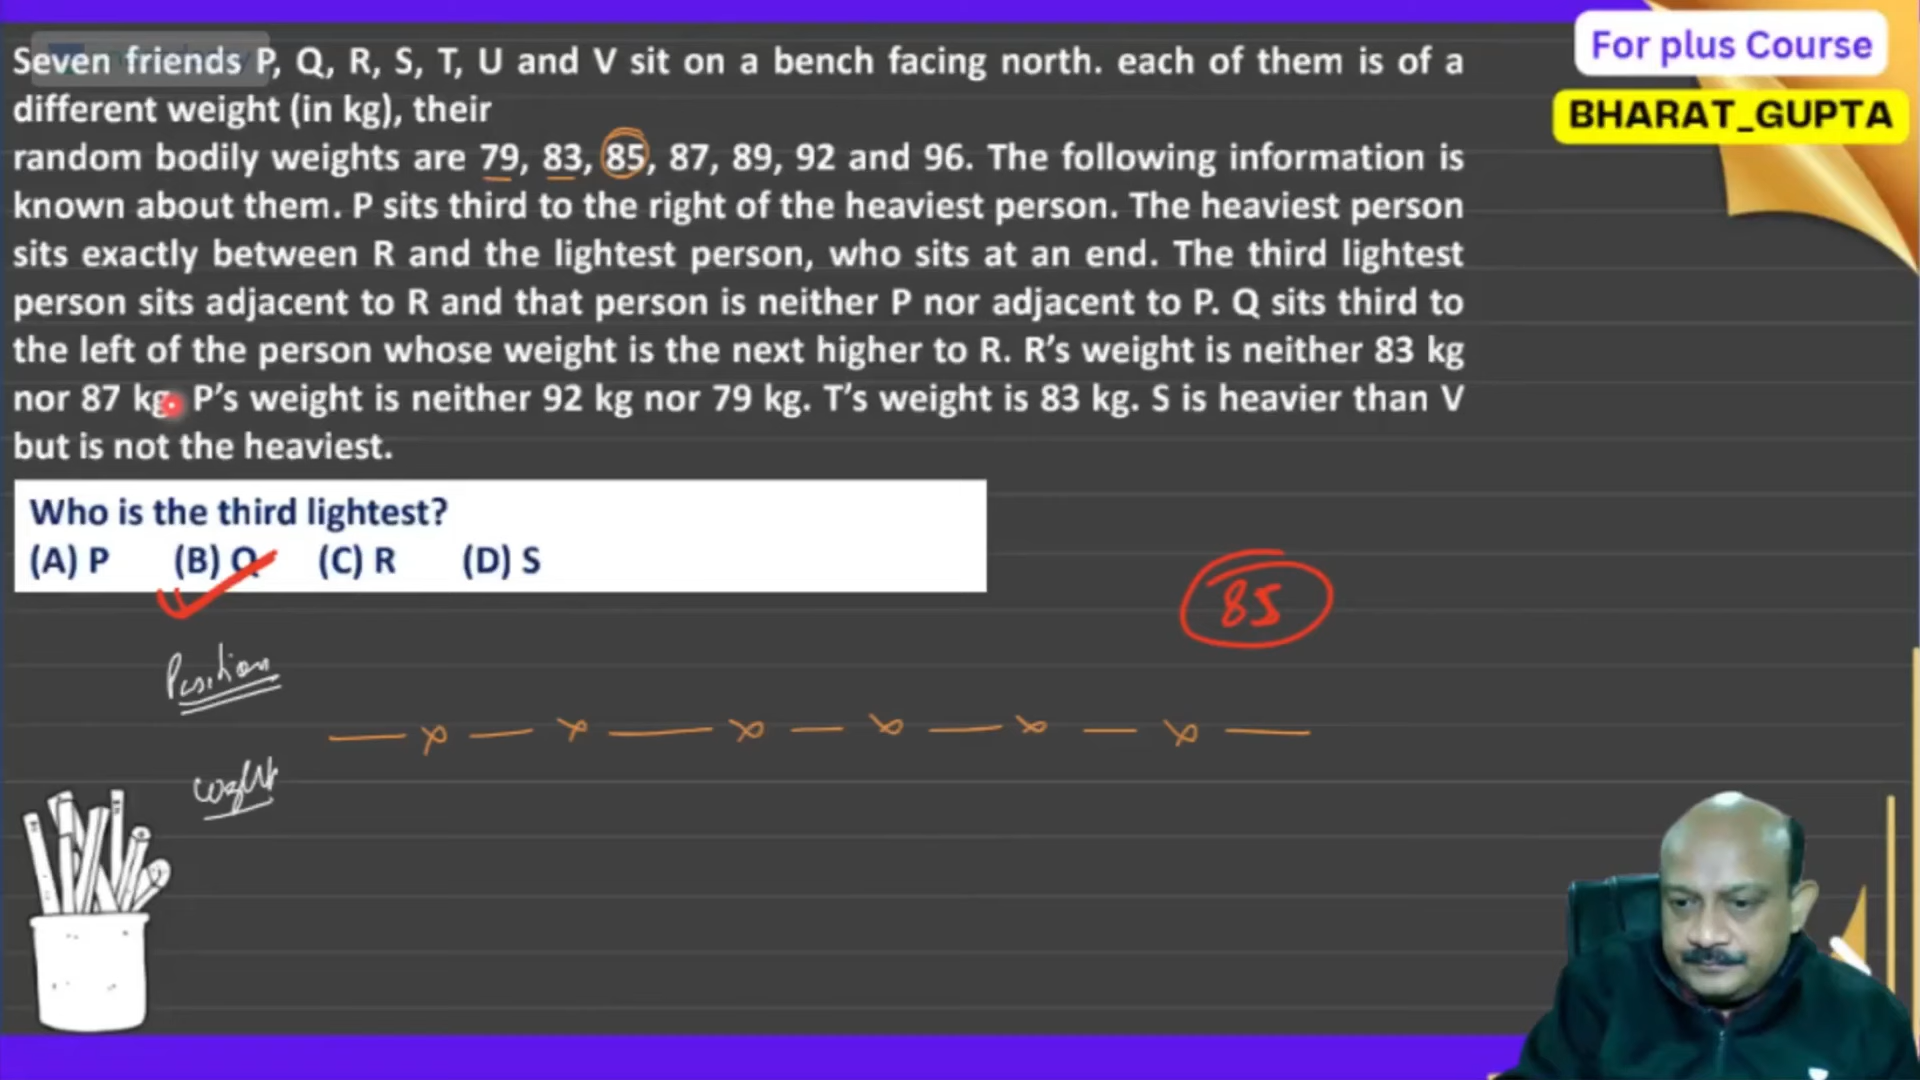 For plus Course
BHARAT_GUPTA
Seven friends P, Q, R, S, T, U and V sit on a bench facing north. each of them is of a
different weight (in kg), their
random bodily weights are 79, 83, 85, 87, 89, 92 and 96. The following information is
known about them. P sits third to the right of the heaviest person. The heaviest person
sits exactly between R and the lightest person, who sits at an end. The third lightest
person sits adjacent to R and that person is neither P nor adjacent to P. Q sits third to
the left of the person whose weight is the next higher to R. R's weight is neither 83 kg
nor 87 kg. P's weight is neither 92 kg nor 79 kg. T's weight is 83 kg. S is heavier than V
but is not the heaviest.
Who is the third lightest?
(A) P (B) Q (C) R (D) S
85
Position